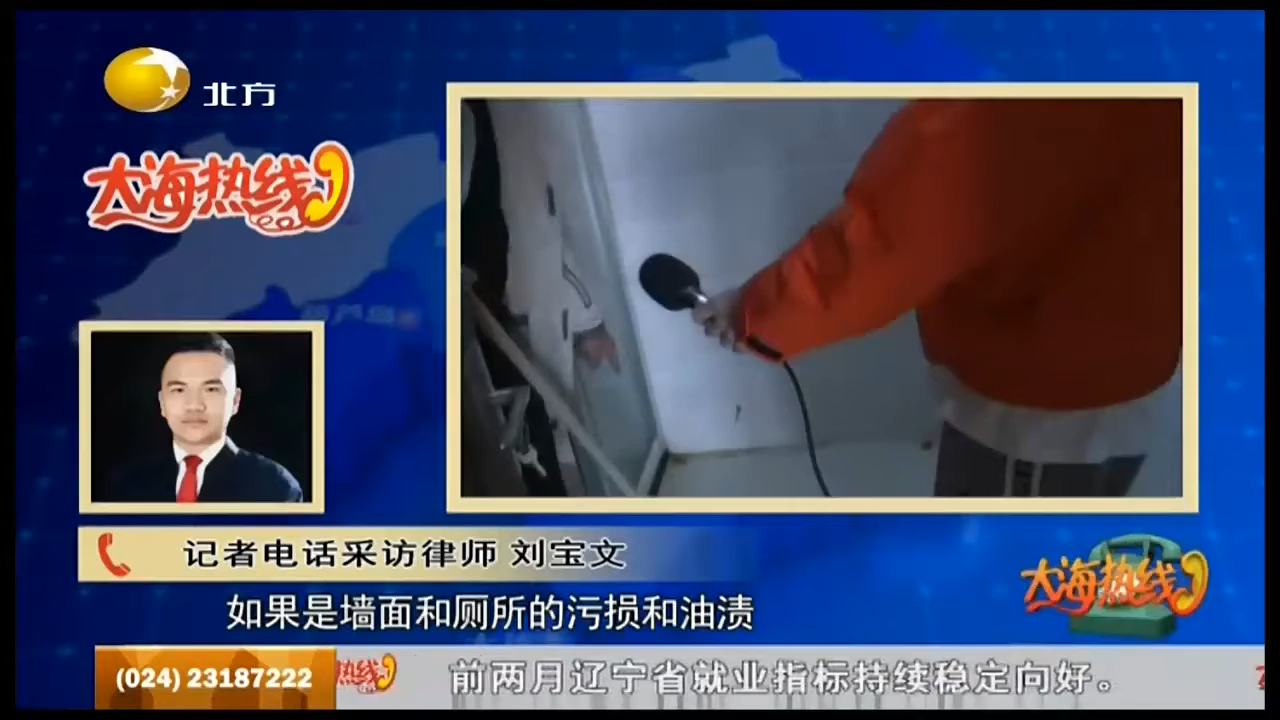 北方
大海热线
记者电话采访律师 刘宝文
大海热线
如果是墙面和厕所的污损和油渍
(024) 23187222
热线
前两月辽宁省就业指标持续稳定向好。